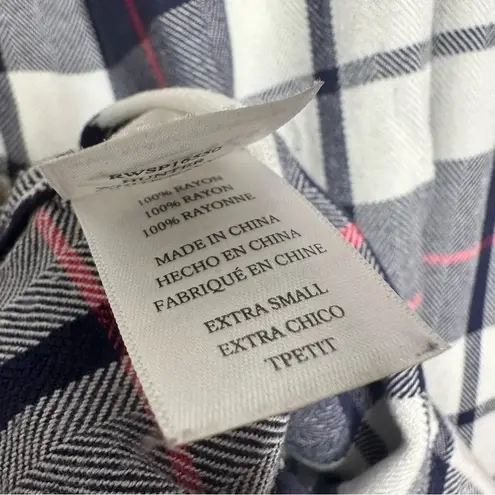 HUNTER
100% RAYON
100% RAYON
100% RAYONNE
MADE IN CHINA
HECHO EN CHINA
FABRIQUÉ EN CHINE
EXTRA SMALL
EXTRA CHICO
TPETIT